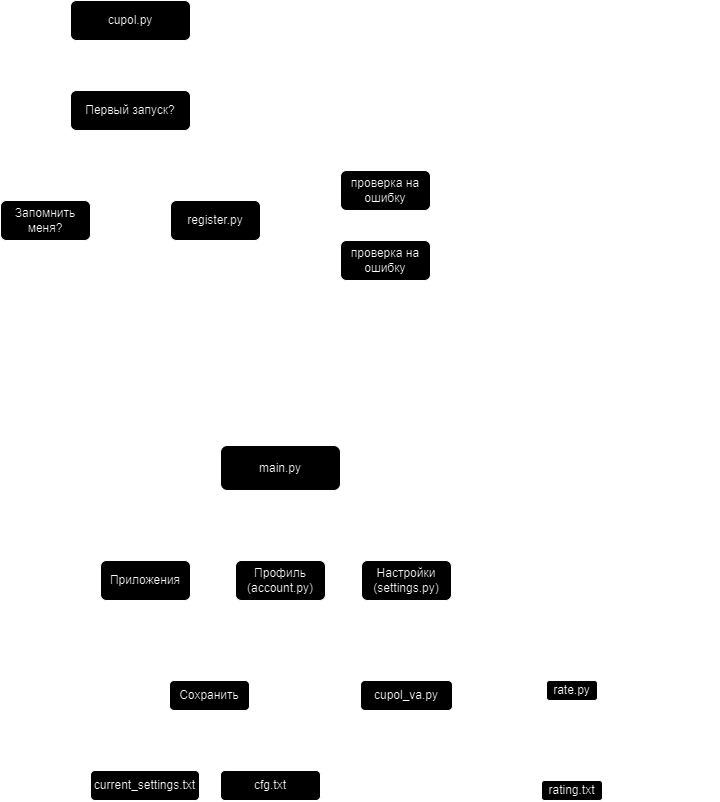 cupol.py
Первый запуск?
проверка на
ошибку
Запомнить
меня?
register.py
проверка на
ошибку
main.py
Приложения
Профиль
(account.py)
Настройки
(settings.py)
Сохранить
cupol_va.py
rate.py
current_settings.txt
cfg.txt
rating.txt